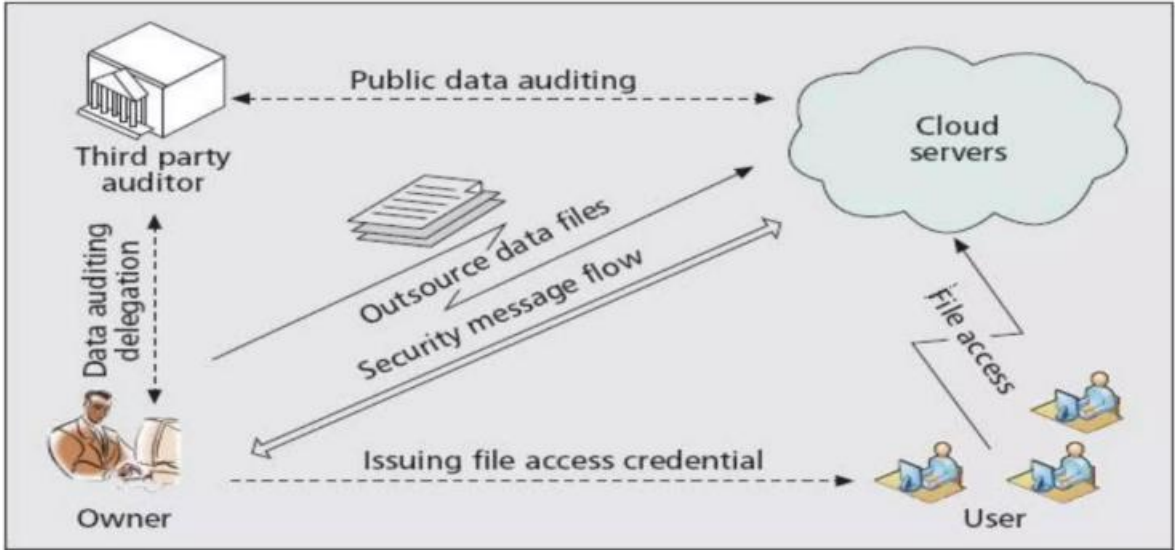 Public data auditing
Cloud
servers
Third party
auditor
Data auditing
delegation
Outsource data files
Security message flow
File access
Issuing file access credential
Owner
User